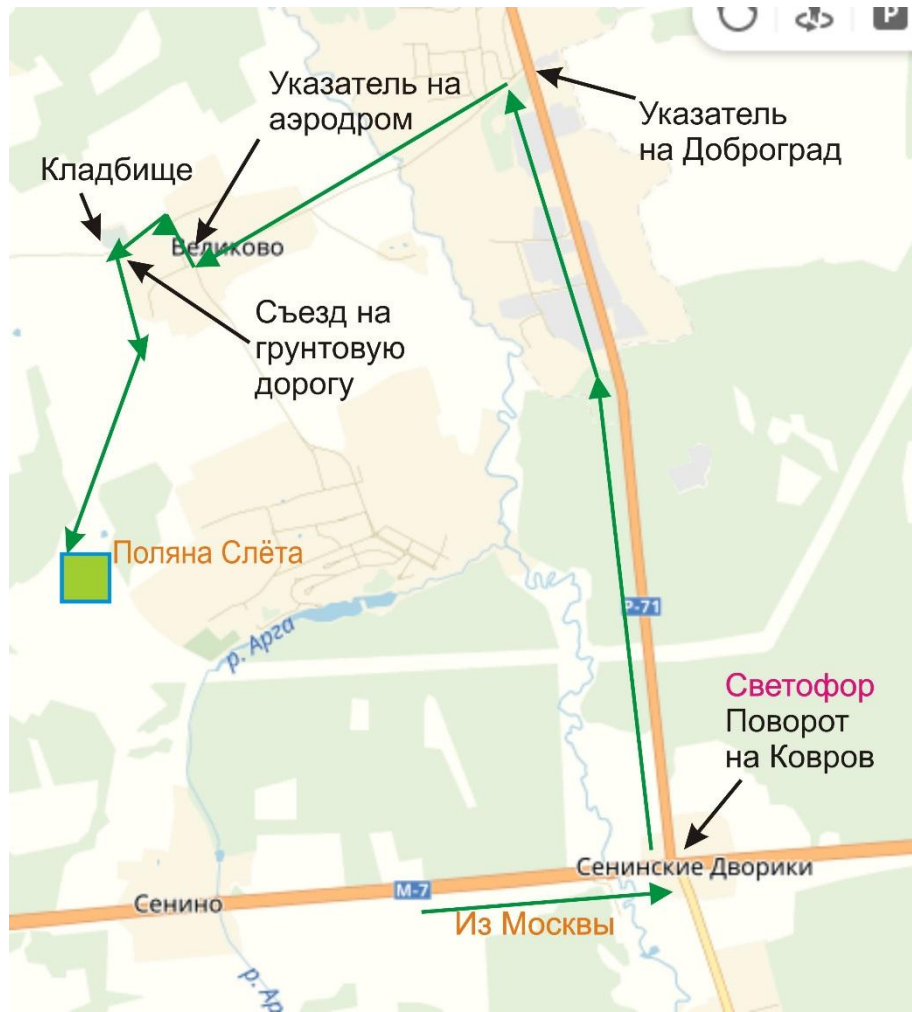 P
Указатель на
аэродром
Указатель
на Доброград
Кладбище
Великово
Съезд на
грунтовую
дорогу
Поляна Слёта
р. Арга
Р-71
Светофор
Поворот
на Ковров
Сенинские Дворики
М-7
Сенино
Из Москвы
р. Ар